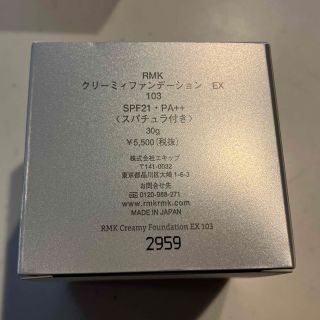 RMK
クリーミィファンデーション EX
103
SPF21・PA++
〈スパチュラ付き〉
30g
￥5,500(税抜)
株式会社エキップ
〒141-0032
東京都品川区大崎 1-6-3
お問合せ先
0120-988-271
www.rmkrmk.com
MADE IN JAPAN
RMK Creamy Foundation EX 103
2959